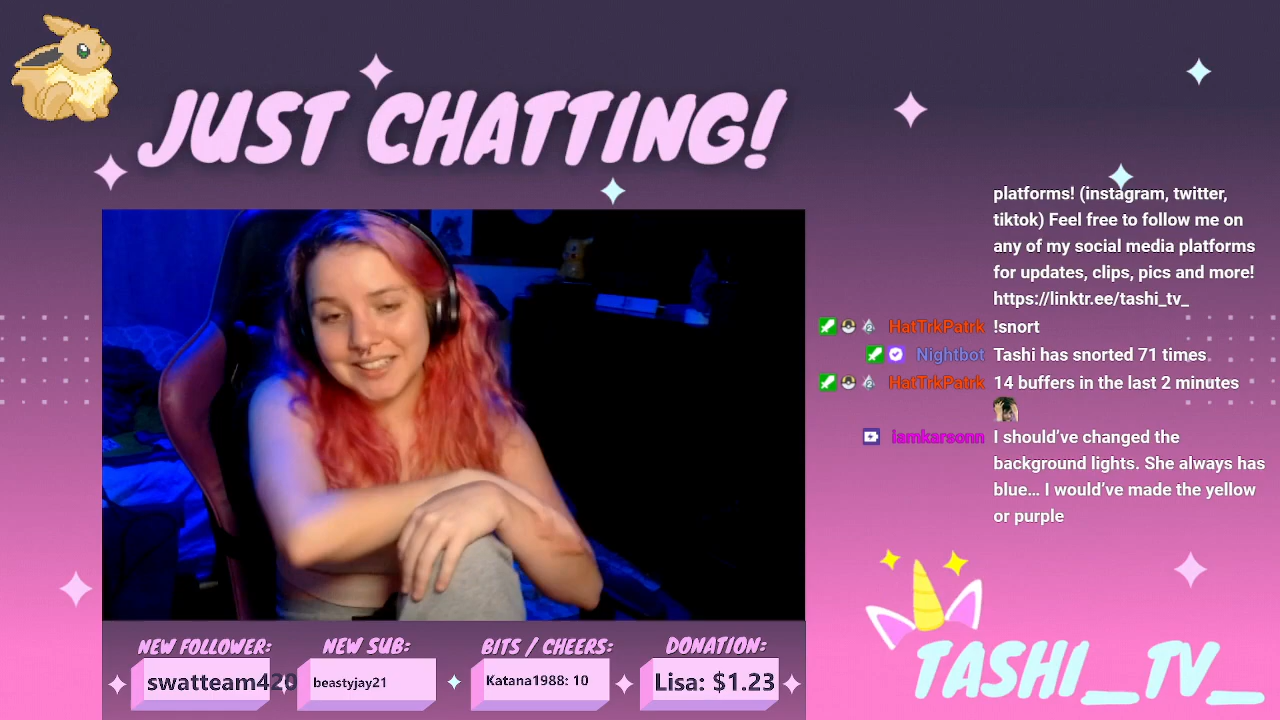 JUST CHATTING!
platforms! (instagram, twitter,
tiktok) Feel free to follow me on
any of my social media platforms
for updates, clips, pics and more!
https://linktr.ee/tashi_tv_
HatTrkPatrk !snort
Nightbot Tashi has snorted 71 times
HatTrkPatrk 14 buffers in the last 2 minutes
iamkarsonn I should've changed the
background lights. She always has
blue... I would've made the yellow
or purple
NEW FOLLOWER: NEW SUB: BITS / CHEERS: DONATION:
swatteam420 beastyjay21 Katana1988: 10 Lisa: $1.23
TASHI_TV_